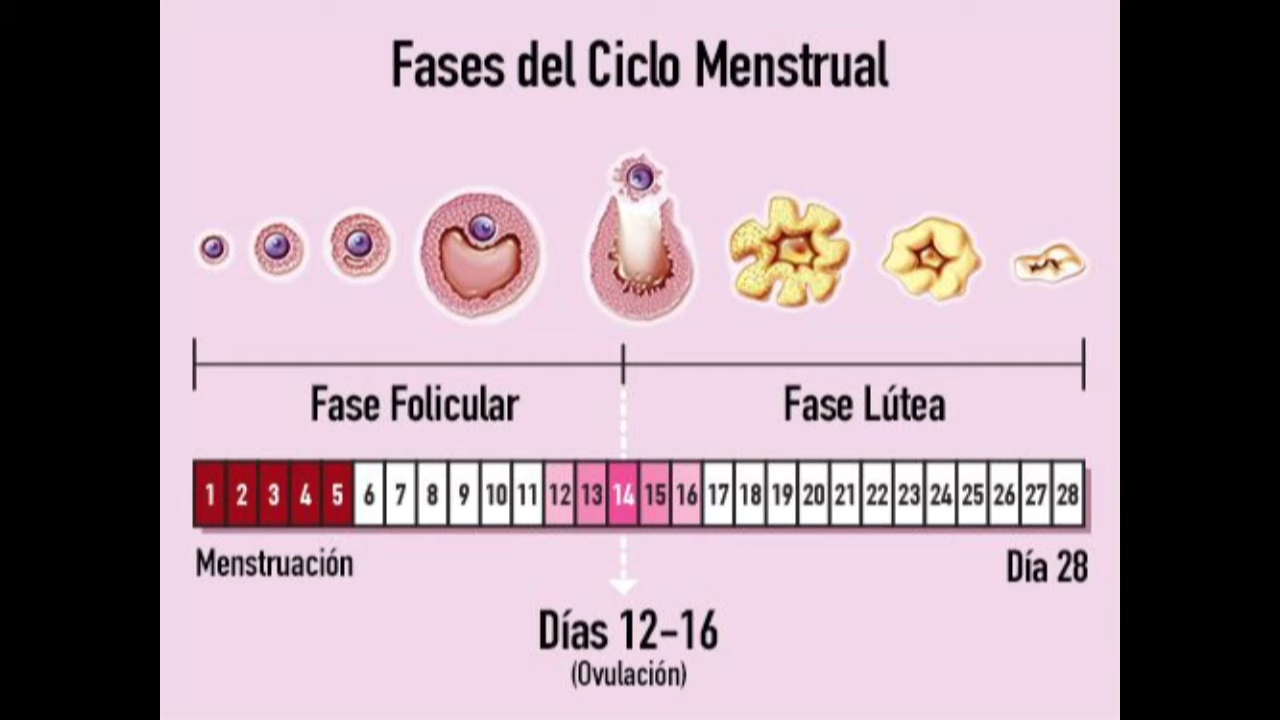 Fases del Ciclo Menstrual
Fase Folicular
Fase Lútea
1 2 3 4 5 6 7 8 9 10 11 12 13 14 15 16 17 18 19 20 21 22 23 24 25 26 27 28
Menstruación
Día 28
Días 12-16
(Ovulación)